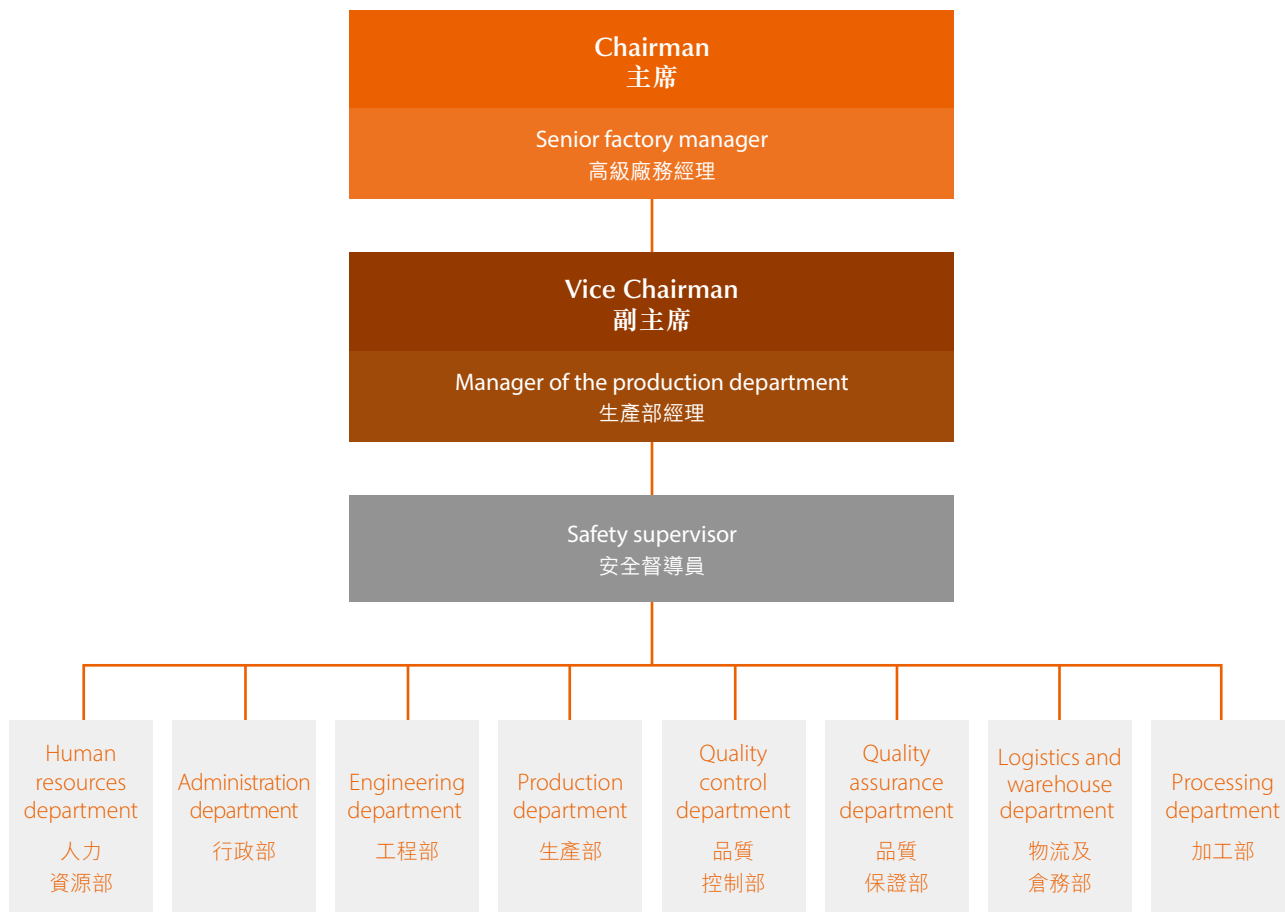 Chairman
主席
Senior factory manager
高級廠務經理
Vice Chairman
副主席
Manager of the production department
生產部經理
Safety supervisor
安全督導員
Human
resources
department
人力
資源部
Administration
department
行政部
Engineering
department
工程部
Production
department
生產部
Quality
control
department
品質
控制部
Quality
assurance
department
品質
保證部
Logistics and
warehouse
department
物流及
倉務部
Processing
department
加工部